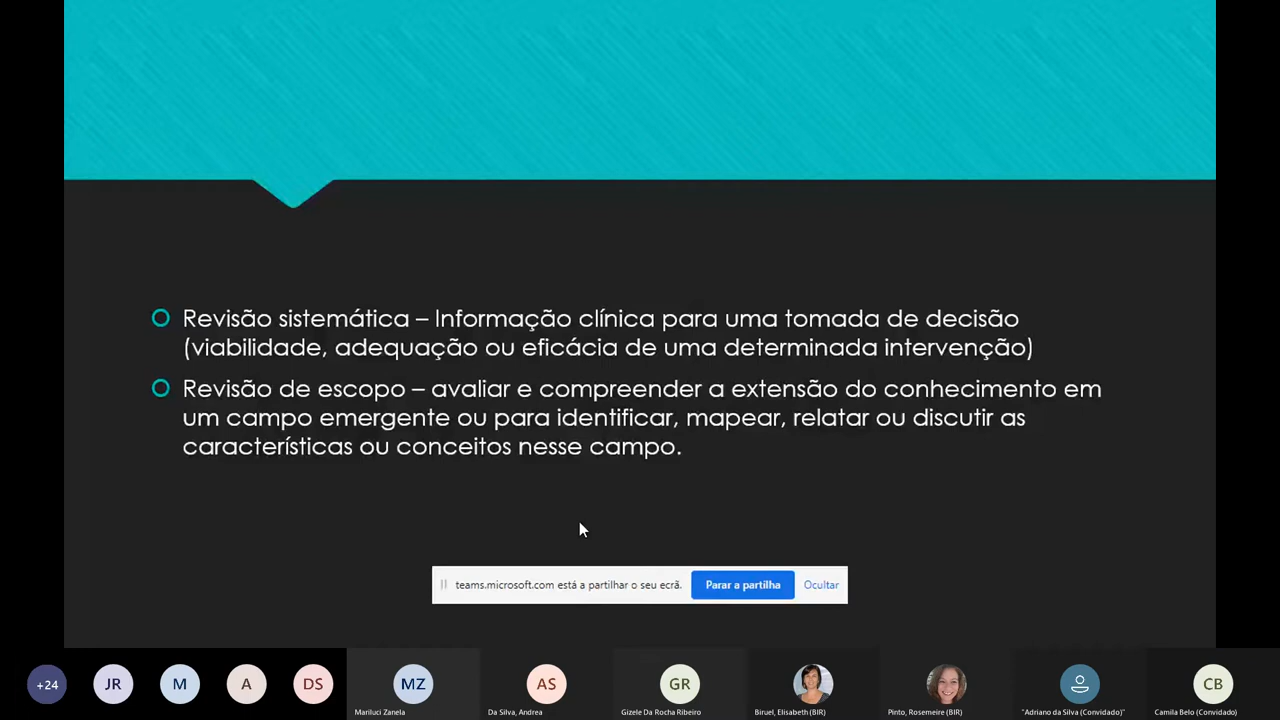 Revisão sistemática – Informação clínica para uma tomada de decisão
(viabilidade, adequação ou eficácia de uma determinada intervenção)
Revisão de escopo – avaliar e compreender a extensão do conhecimento em
um campo emergente ou para identificar, mapear, relatar ou discutir as
características ou conceitos nesse campo.
teams.microsoft.com está a partilhar o seu ecrã. Parar a partilha Ocultar
+24 JR M A DS MZ AS GR CB
Mariluci Zanela Da Silva, Andrea Gizele Da Rocha Ribeiro Biruel, Elisabeth (BIR) Pinto, Rosemeire (BIR) "Adriano da Silva (Convidado)" Camila Belo (Convidado)